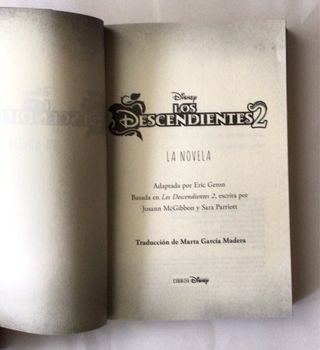 Disney
LOS
DESCENDIENTES 2
LA NOVELA
Adaptada por Eric Geron
Basada en Los Descendientes 2, escrita por
Josann McGibbon y Sara Parriott
Traducción de Marta García Madera
LIBROS Disney